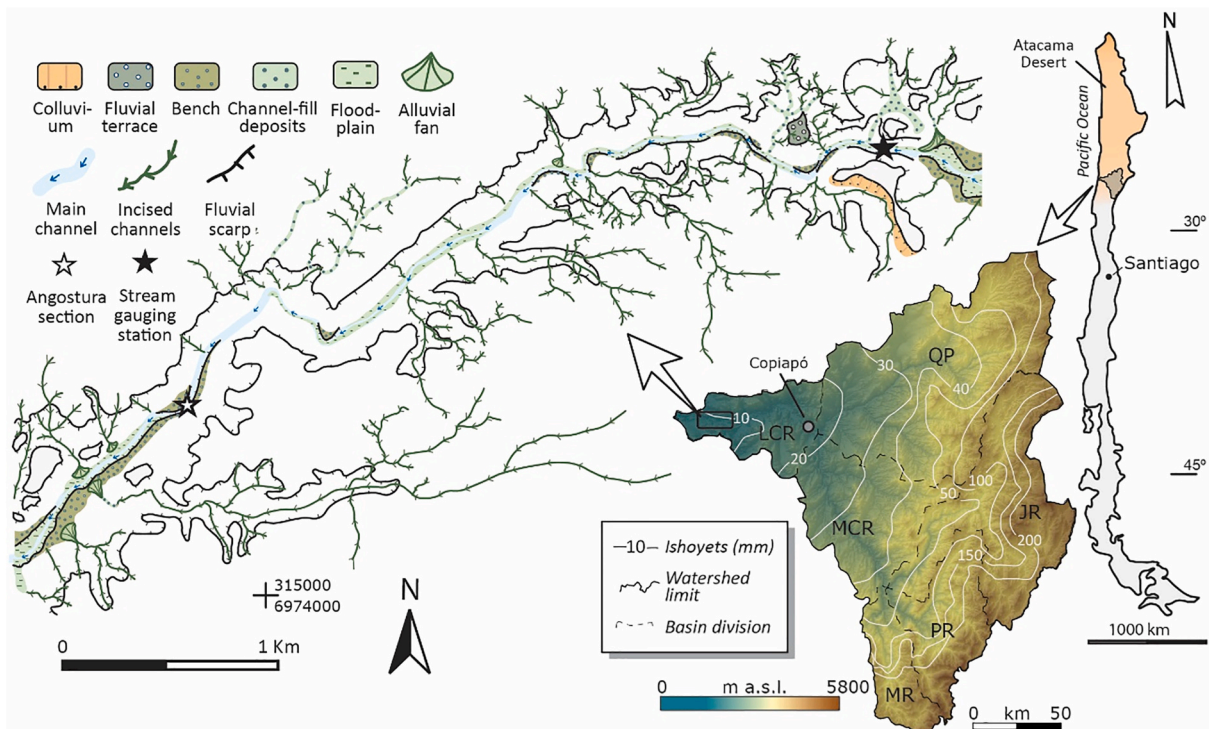 Colluvi-
um
Fluvial
terrace
Bench
Channel-fill
deposits
Flood-
plain
Alluvial
fan
Main
channel
Incised
channels
Fluvial
scarp
Angostura
section
Stream
gauging
station
315000
6974000
0 1 Km
N
N
Atacama
Desert
Pacific Ocean
30º
Santiago
45º
1000 km
Copiapó
QP
30
40
10
LCR
20
100
50
JR
MCR
200
150
PR
MR
—10— Ishoyets (mm)
Watershed
limit
Basin division
0 m a.s.l. 5800
0 km 50